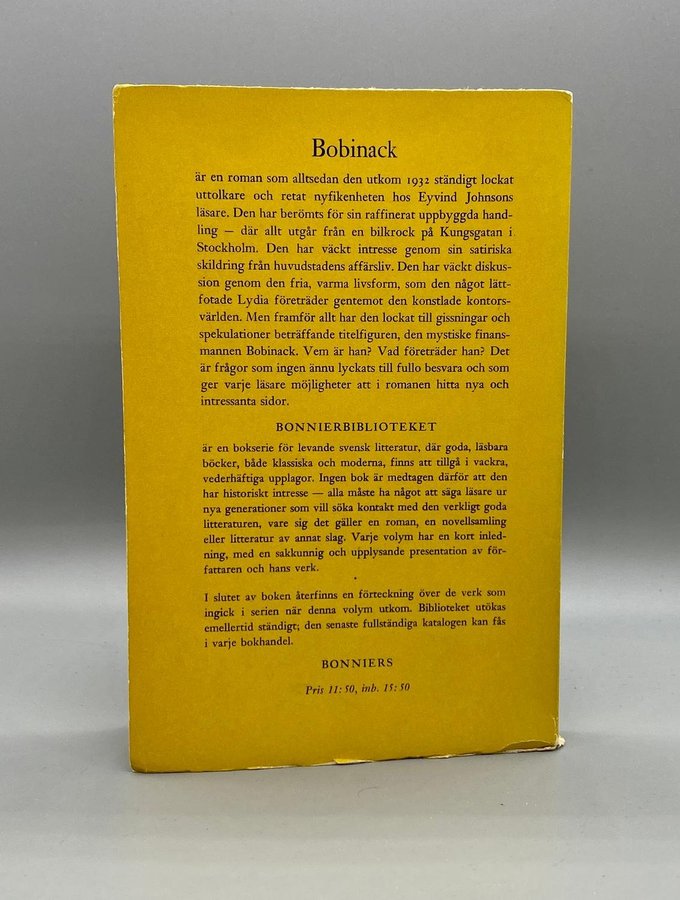 Bobinack
är en roman som alltsedan den utkom 1932 ständigt lockat
uttolkare och retat nyfikenheten hos Eyvind Johnsons
läsare. Den har berömts för sin raffinerat uppbyggda hand-
ling — där allt utgår från en bilkrock på Kungsgatan i
Stockholm. Den har väckt intresse genom sin satiriska
skildring från huvudstadens affärsliv. Den har väckt diskus-
sion genom den fria, varma livsform, som den något lätt-
fotade Lydia företräder gentemot den konstlade kontors-
världen. Men framför allt har den lockat till gissningar och
spekulationer beträffande titelfiguren, den mystiske finans-
mannen Bobinack. Vem är han? Vad företräder han? Det
är frågor som ingen ännu lyckats till fullo besvara och som
ger varje läsare möjligheter att i romanen hitta nya och
intressanta sidor.
BONNIERBIBLIOTEKET
är en bokserie för levande svensk litteratur, där goda, läsbara
böcker, både klassiska och moderna, finns att tillgå i vackra,
vederhäftiga upplagor. Ingen bok är medtagen därför att den
har historiskt intresse — alla måste ha något att säga läsare ur
nya generationer som vill söka kontakt med den verkligt goda
litteraturen, vare sig det gäller en roman, en novellsamling
eller litteratur av annat slag. Varje volym har en kort inled-
ning, med en sakkunnig och upplysande presentation av för-
fattaren och hans verk.
I slutet av boken återfinns en förteckning över de verk som
ingick i serien när denna volym utkom. Biblioteket utökas
emellertid ständigt; den senaste fullständiga katalogen kan fås
i varje bokhandel.
BONNIERS
Pris 11:50, inb. 15:50